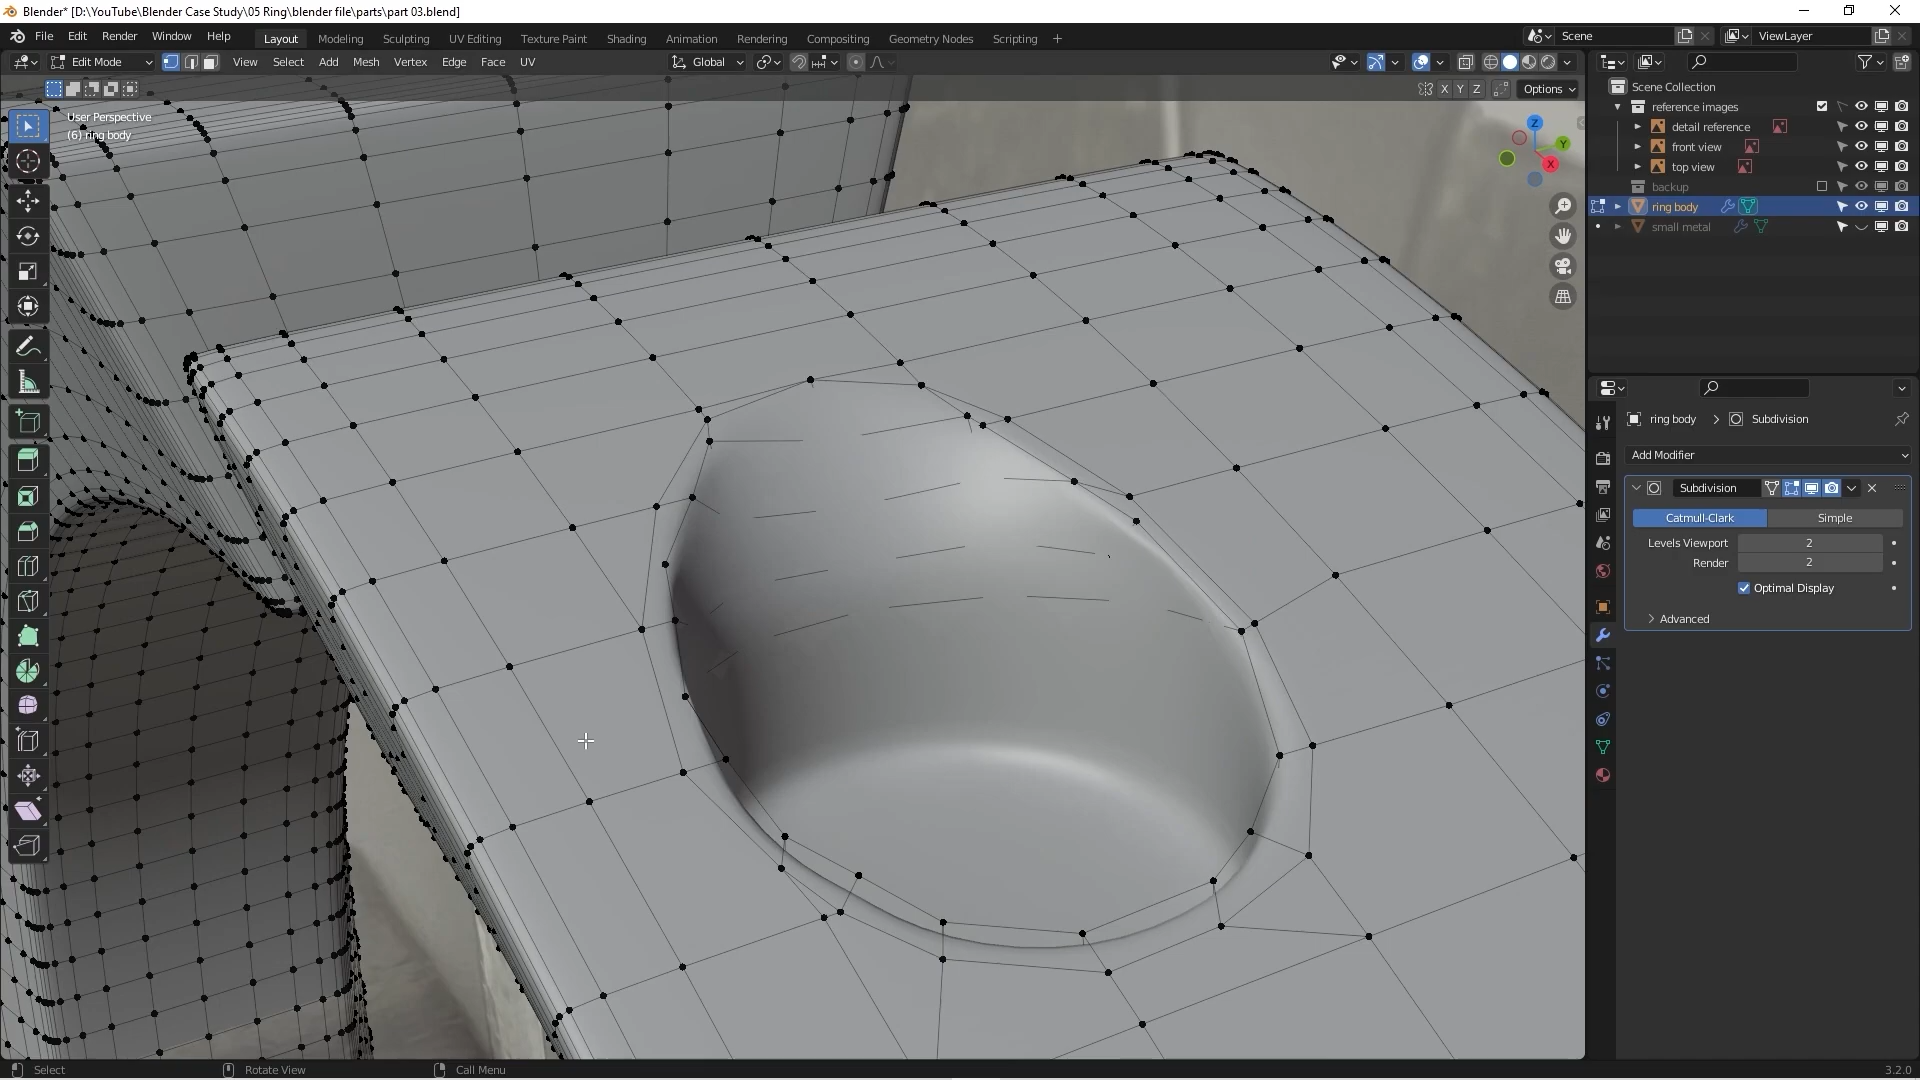 Blender* [D:\YouTube\Blender Case Study\05 Ring\blender file\parts\part 03.blend]
File Edit Render Window Help Layout Modeling Sculpting UV Editing Texture Paint Shading Animation Rendering Compositing Geometry Nodes Scripting + Scene ViewLayer
Edit Mode View Select Add Mesh Vertex Edge Face UV Global
X Y Z Options
User Perspective
(6) ring body
Z
Y
X
Scene Collection
reference images
detail reference
front view
top view
backup
ring body
small metal
ring body > Subdivision
Add Modifier
Subdivision
Catmull-Clark Simple
Levels Viewport 2
Render 2
Optimal Display
Advanced
Select Rotate View Call Menu 3.2.0